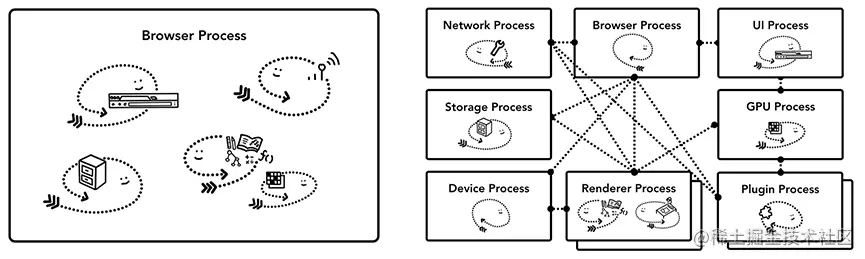 Browser Process
Network Process
Browser Process
UI Process
Storage Process
GPU Process
Device Process
Renderer Process
Plugin Process
f()
f()
@稀土掘金技术社区